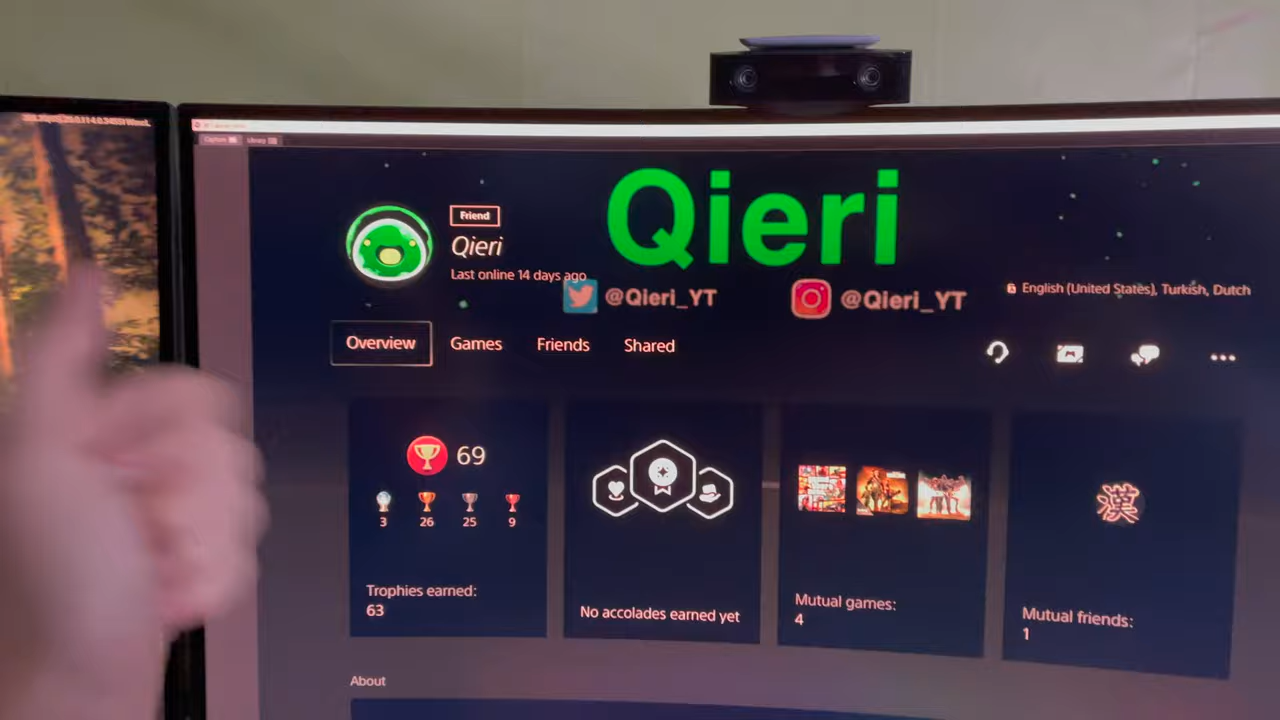 Qieri
Friend
Qieri
Last online 14 days ago
@Qieri_YT
@Qieri_YT
English (United States), Turkish, Dutch
Overview
Games
Friends
Shared
69
3
26
25
9
Trophies earned:
63
No accolades earned yet
Mutual games:
4
漢
Mutual friends:
1
About